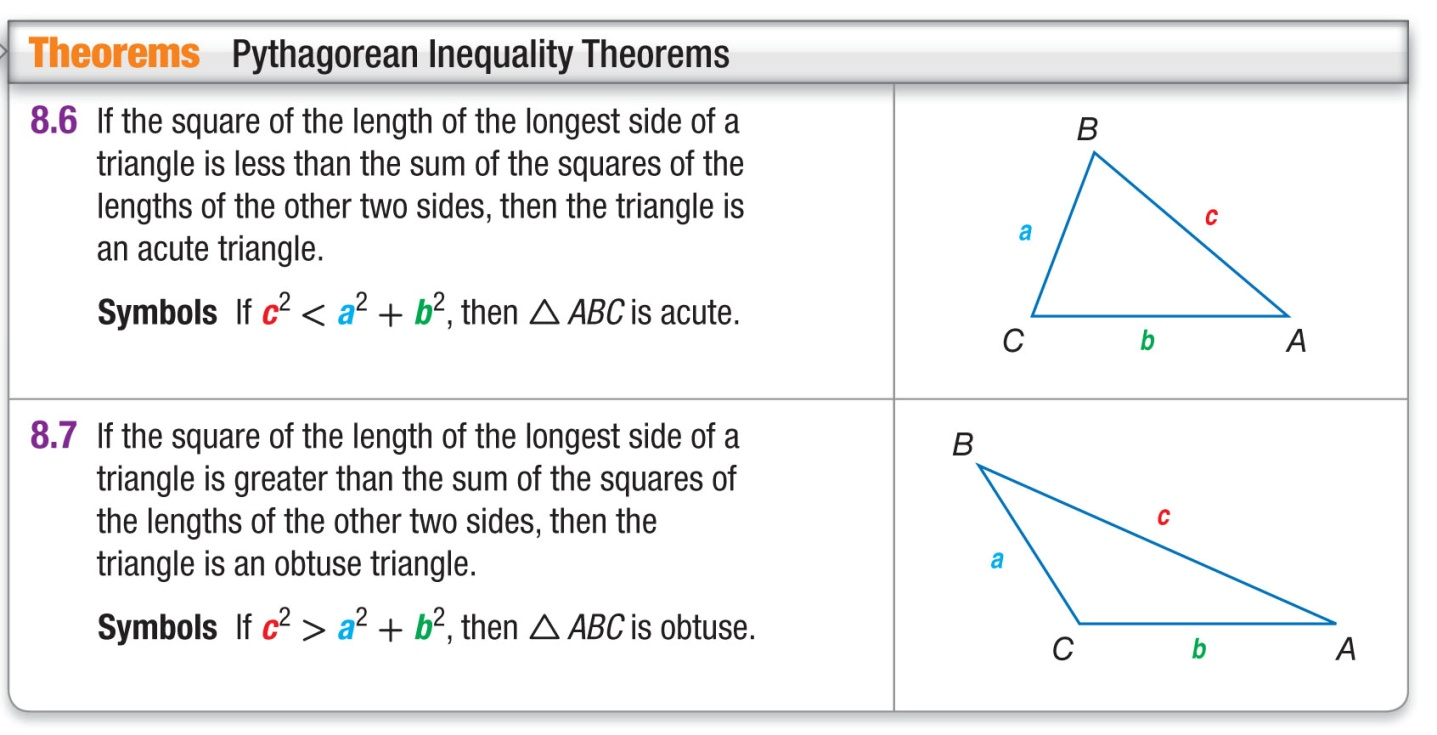 Theorems Pythagorean Inequality Theorems
8.6 If the square of the length of the longest side of a
triangle is less than the sum of the squares of the
lengths of the other two sides, then the triangle is
an acute triangle.
Symbols If c² < a² + b², then △ ABC is acute.
B
a
c
C
b
A
8.7 If the square of the length of the longest side of a
triangle is greater than the sum of the squares of
the lengths of the other two sides, then the
triangle is an obtuse triangle.
Symbols If c² > a² + b², then △ ABC is obtuse.
B
c
a
C
b
A